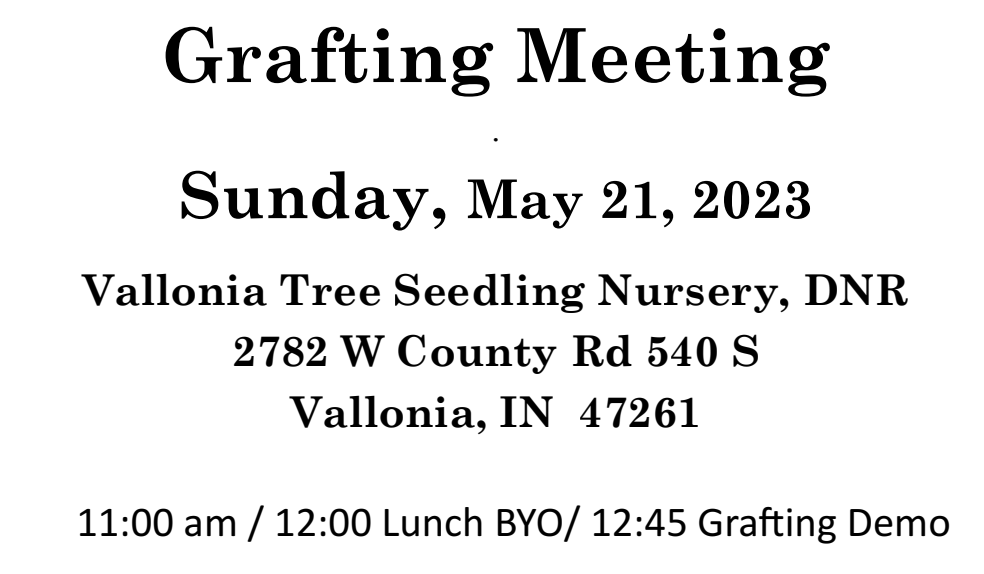 Grafting Meeting
.
Sunday, May 21, 2023
Vallonia Tree Seedling Nursery, DNR
2782 W County Rd 540 S
Vallonia, IN  47261
11:00 am / 12:00 Lunch BYO/ 12:45 Grafting Demo